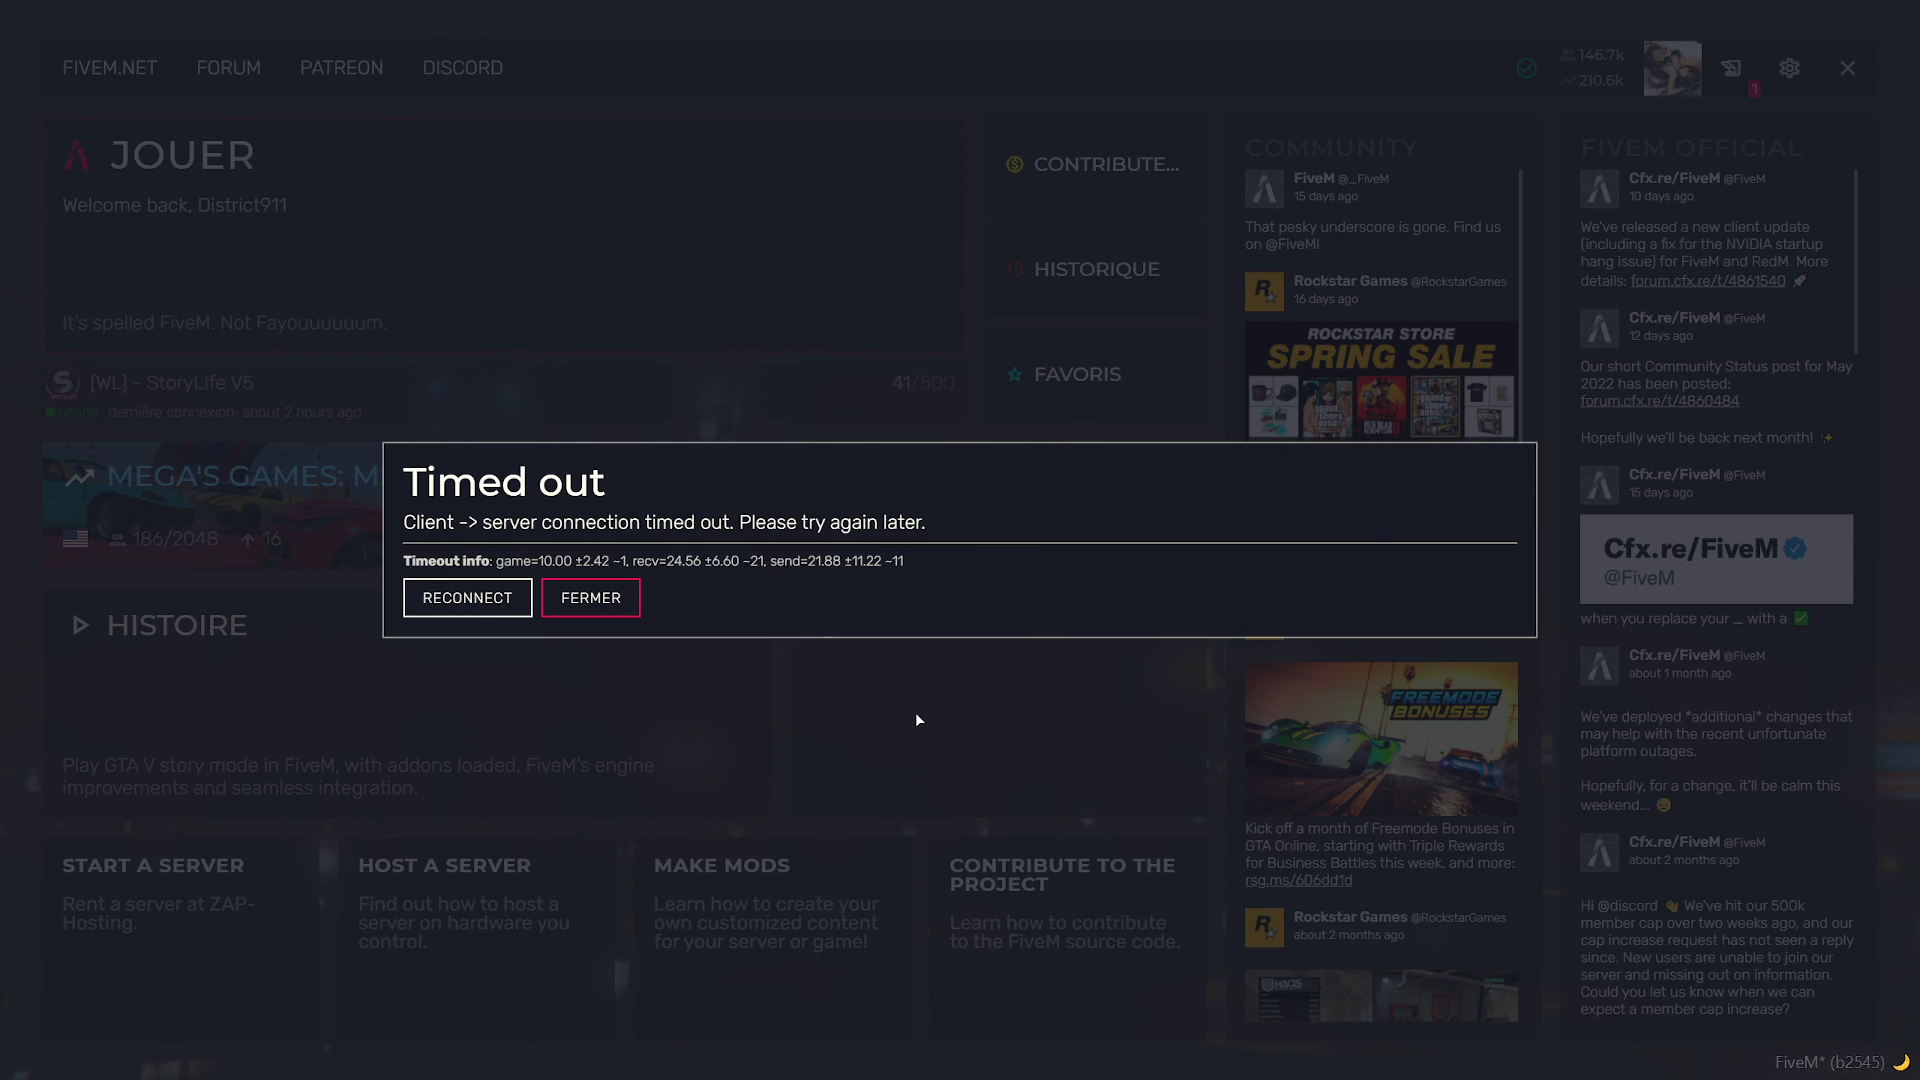 FIVEM.NET
FORUM
PATREON
DISCORD
146.7k
210.6k
1
JOUER
Welcome back, District911
It's spelled FiveM. Not Fayouuuuuum.
[WL] - StoryLife V5
41/500
online
dernière connexion: about 2 hours ago
CONTRIBUTE...
HISTORIQUE
FAVORIS
MEGA'S GAMES: M
186/2048
16
Timed out
Client -> server connection timed out. Please try again later.
Timeout info: game=10.00 ±2.42 ~1, recv=24.56 ±6.60 ~21, send=21.88 ±11.22 ~11
RECONNECT
FERMER
HISTOIRE
Play GTA V story mode in FiveM, with addons loaded, FiveM's engine
improvements and seamless integration.
START A SERVER
Rent a server at ZAP-
Hosting.
HOST A SERVER
Find out how to host a
server on hardware you
control.
MAKE MODS
Learn how to create your
own customized content
for your server or game!
CONTRIBUTE TO THE
PROJECT
Learn how to contribute
to the FiveM source code.
COMMUNITY
FiveM @_FiveM
15 days ago
That pesky underscore is gone. Find us
on @FiveM!
Rockstar Games @RockstarGames
16 days ago
ROCKSTAR STORE
SPRING SALE
FREEMODE
BONUSES
Kick off a month of Freemode Bonuses in
GTA Online, starting with Triple Rewards
for Business Battles this week, and more:
rsg.ms/606dd1d
Rockstar Games @RockstarGames
about 2 months ago
HAOS
FIVEM OFFICIAL
Cfx.re/FiveM @FiveM
10 days ago
We've released a new client update
(including a fix for the NVIDIA startup
hang issue) for FiveM and RedM. More
details: forum.cfx.re/t/4861540 🚀
Cfx.re/FiveM @FiveM
12 days ago
Our short Community Status post for May
2022 has been posted:
forum.cfx.re/t/4860484
Hopefully we'll be back next month! ✨
Cfx.re/FiveM @FiveM
15 days ago
Cfx.re/FiveM
@FiveM
when you replace your _ with a ✅
Cfx.re/FiveM @FiveM
about 1 month ago
We've deployed *additional* changes that
may help with the recent unfortunate
platform outages.
Hopefully, for a change, it'll be calm this
weekend... 😣
Cfx.re/FiveM @FiveM
about 2 months ago
Hi @discord 👋 We've hit our 500k
member cap over two weeks ago, and our
cap increase request has not seen a reply
since. New users are unable to join our
server and missing out on information.
Could you let us know when we can
expect a member cap increase?
FiveM* (b2545) 🌙